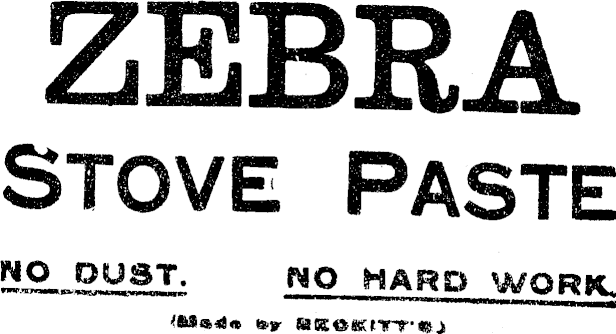 ZEBRA
STOVE PASTE
NO DUST. NO HARD WORK.
(Made by RECKITT'S)